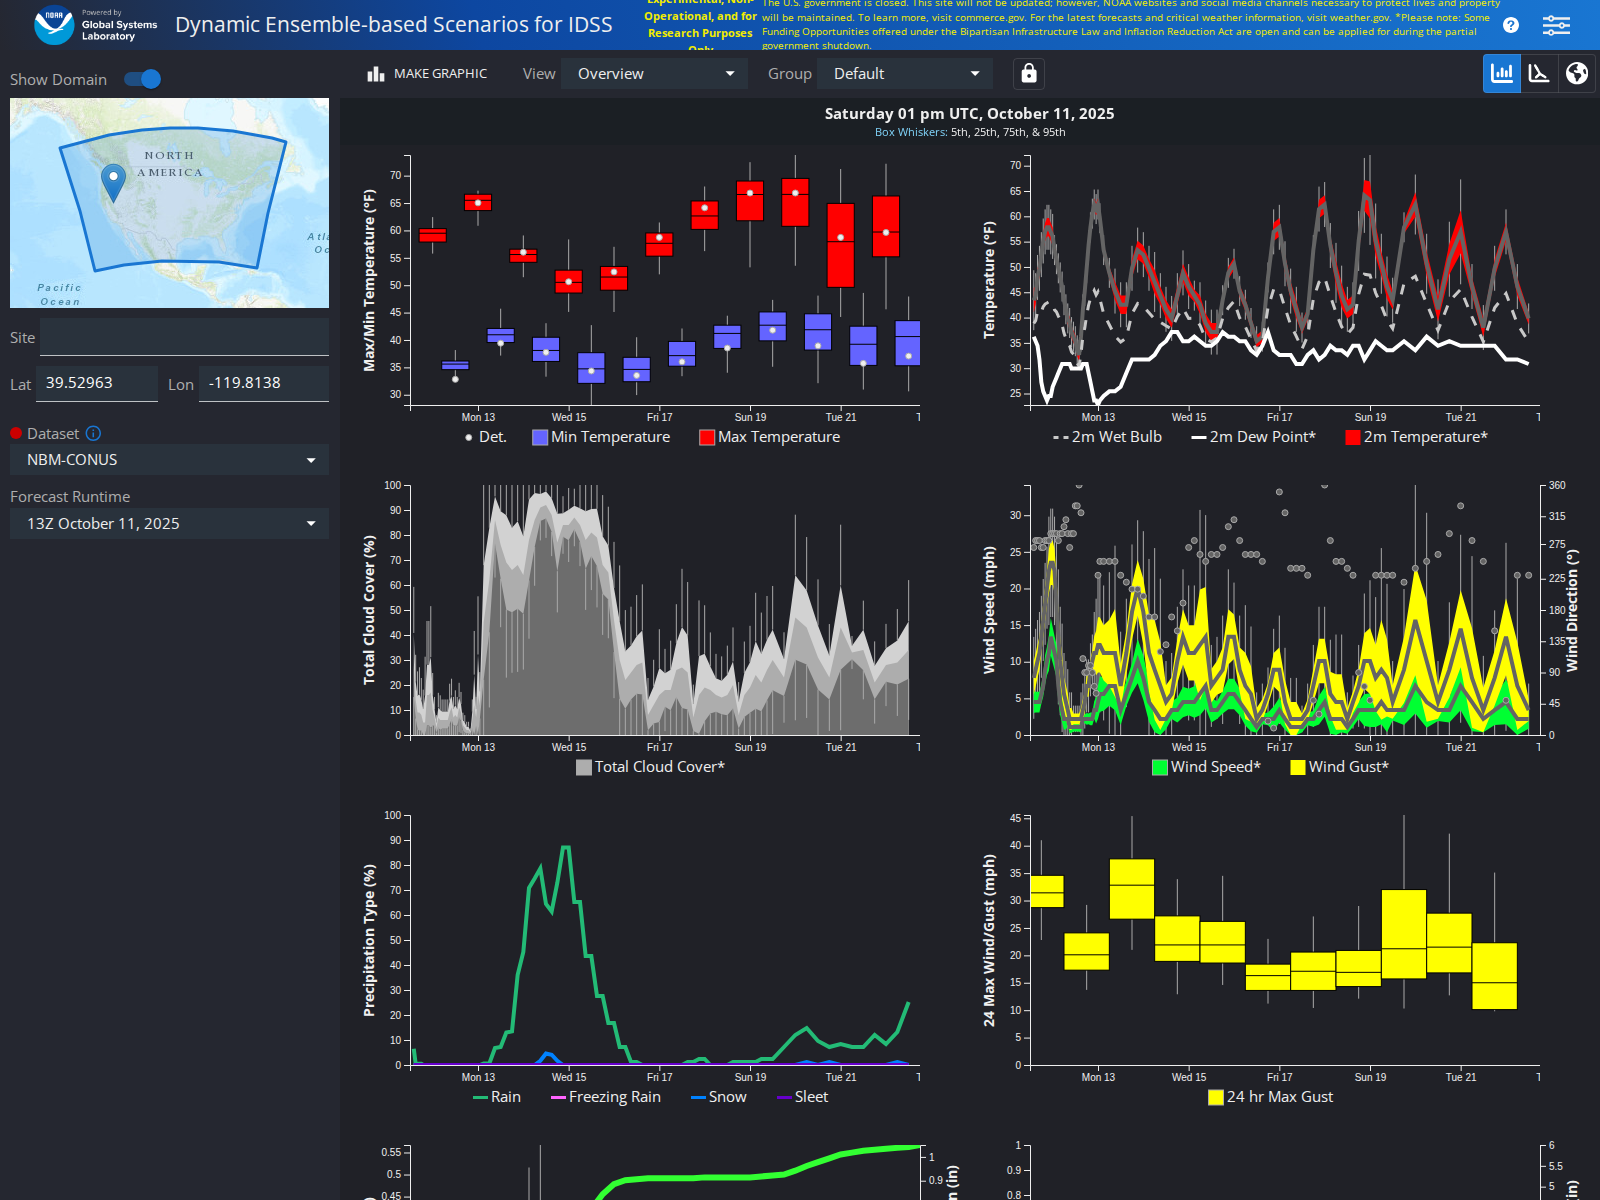 NOAA
Powered by
Global Systems
Laboratory
Dynamic Ensemble-based Scenarios for IDSS
Experimental, Non-
Operational, and for
Research Purposes
Only
The U.S. government is closed. This site will not be updated; however, NOAA websites and social media channels necessary to protect lives and property
will be maintained. To learn more, visit commerce.gov. For the latest forecasts and critical weather information, visit weather.gov. *Please note: Some
Funding Opportunities offered under the Bipartisan Infrastructure Law and Inflation Reduction Act are open and can be applied for during the partial
government shutdown.
?
Show Domain
MAKE GRAPHIC
View
Overview
Group
Default
NORTH
AMERICA
Pacific
Ocean
Site
Lat
39.52963
Lon
-119.8138
Dataset
NBM-CONUS
Forecast Runtime
13Z October 11, 2025
Saturday 01 pm UTC, October 11, 2025
Box Whiskers: 5th, 25th, 75th, & 95th
Max/Min Temperature (°F)
70
65
60
55
50
45
40
35
30
Mon 13
Wed 15
Fri 17
Sun 19
Tue 21
Det.
Min Temperature
Max Temperature
Temperature (°F)
70
65
60
55
50
45
40
35
30
25
Mon 13
Wed 15
Fri 17
Sun 19
Tue 21
2m Wet Bulb
2m Dew Point*
2m Temperature*
Total Cloud Cover (%)
100
90
80
70
60
50
40
30
20
10
0
Mon 13
Wed 15
Fri 17
Sun 19
Tue 21
Total Cloud Cover*
Wind Speed (mph)
30
25
20
15
10
5
0
360
315
275
225
180
135
90
45
0
Wind Direction (°)
Mon 13
Wed 15
Fri 17
Sun 19
Tue 21
Wind Speed*
Wind Gust*
Precipitation Type (%)
100
90
80
70
60
50
40
30
20
10
0
Mon 13
Wed 15
Fri 17
Sun 19
Tue 21
Rain
Freezing Rain
Snow
Sleet
24 Max Wind/Gust (mph)
45
40
35
30
25
20
15
10
5
0
Mon 13
Wed 15
Fri 17
Sun 19
Tue 21
24 hr Max Gust
0.55
0.5
0.45
1
0.9
(in)
1
0.9
0.8
6
5.5
5